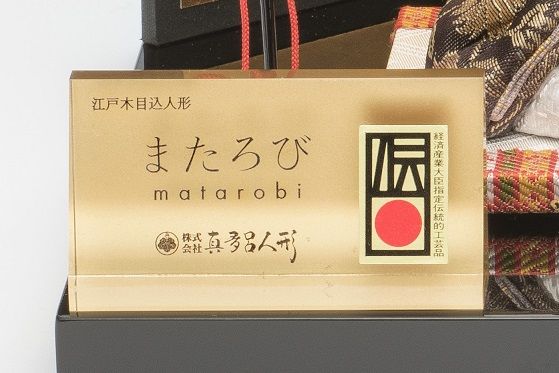 江戸木目込人形
またろび
matarobi
株式会社 真多呂人形
伝
経済産業大臣指定伝統的工芸品